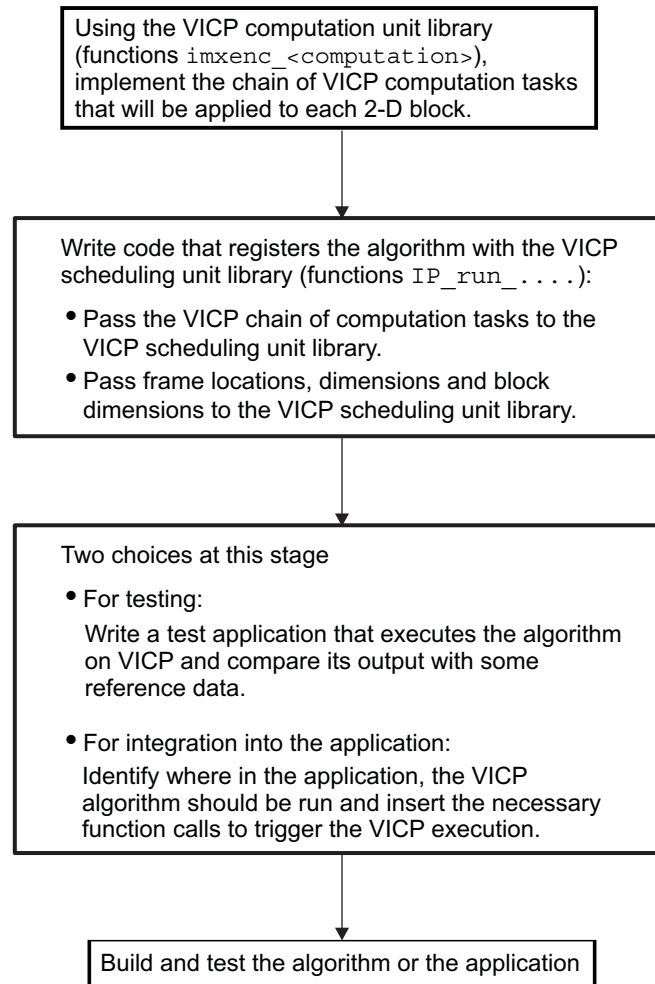 Using the VICP computation unit library
(functions imxenc_<computation>),
implement the chain of VICP computation tasks
that will be applied to each 2-D block.
Write code that registers the algorithm with the VICP
scheduling unit library (functions IP_run_....):
• Pass the VICP chain of computation tasks to the
VICP scheduling unit library.
• Pass frame locations, dimensions and block
dimensions to the VICP scheduling unit library.
Two choices at this stage
• For testing:
Write a test application that executes the algorithm
on VICP and compare its output with some
reference data.
• For integration into the application:
Identify where in the application, the VICP
algorithm should be run and insert the necessary
function calls to trigger the VICP execution.
Build and test the algorithm or the application